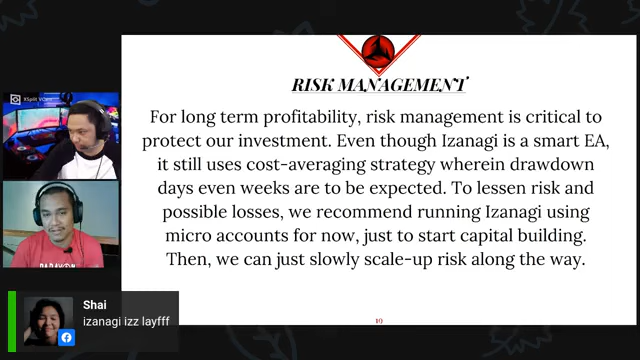 RISK MANAGEMENT
For long term profitability, risk management is critical to
protect our investment. Even though Izanagi is a smart EA,
it still uses cost-averaging strategy wherein drawdown
days even weeks are to be expected. To lessen risk and
possible losses, we recommend running Izanagi using
micro accounts for now, just to start capital building.
Then, we can just slowly scale-up risk along the way.
19
XSplit VCam
Shai
izanagi izz layfff